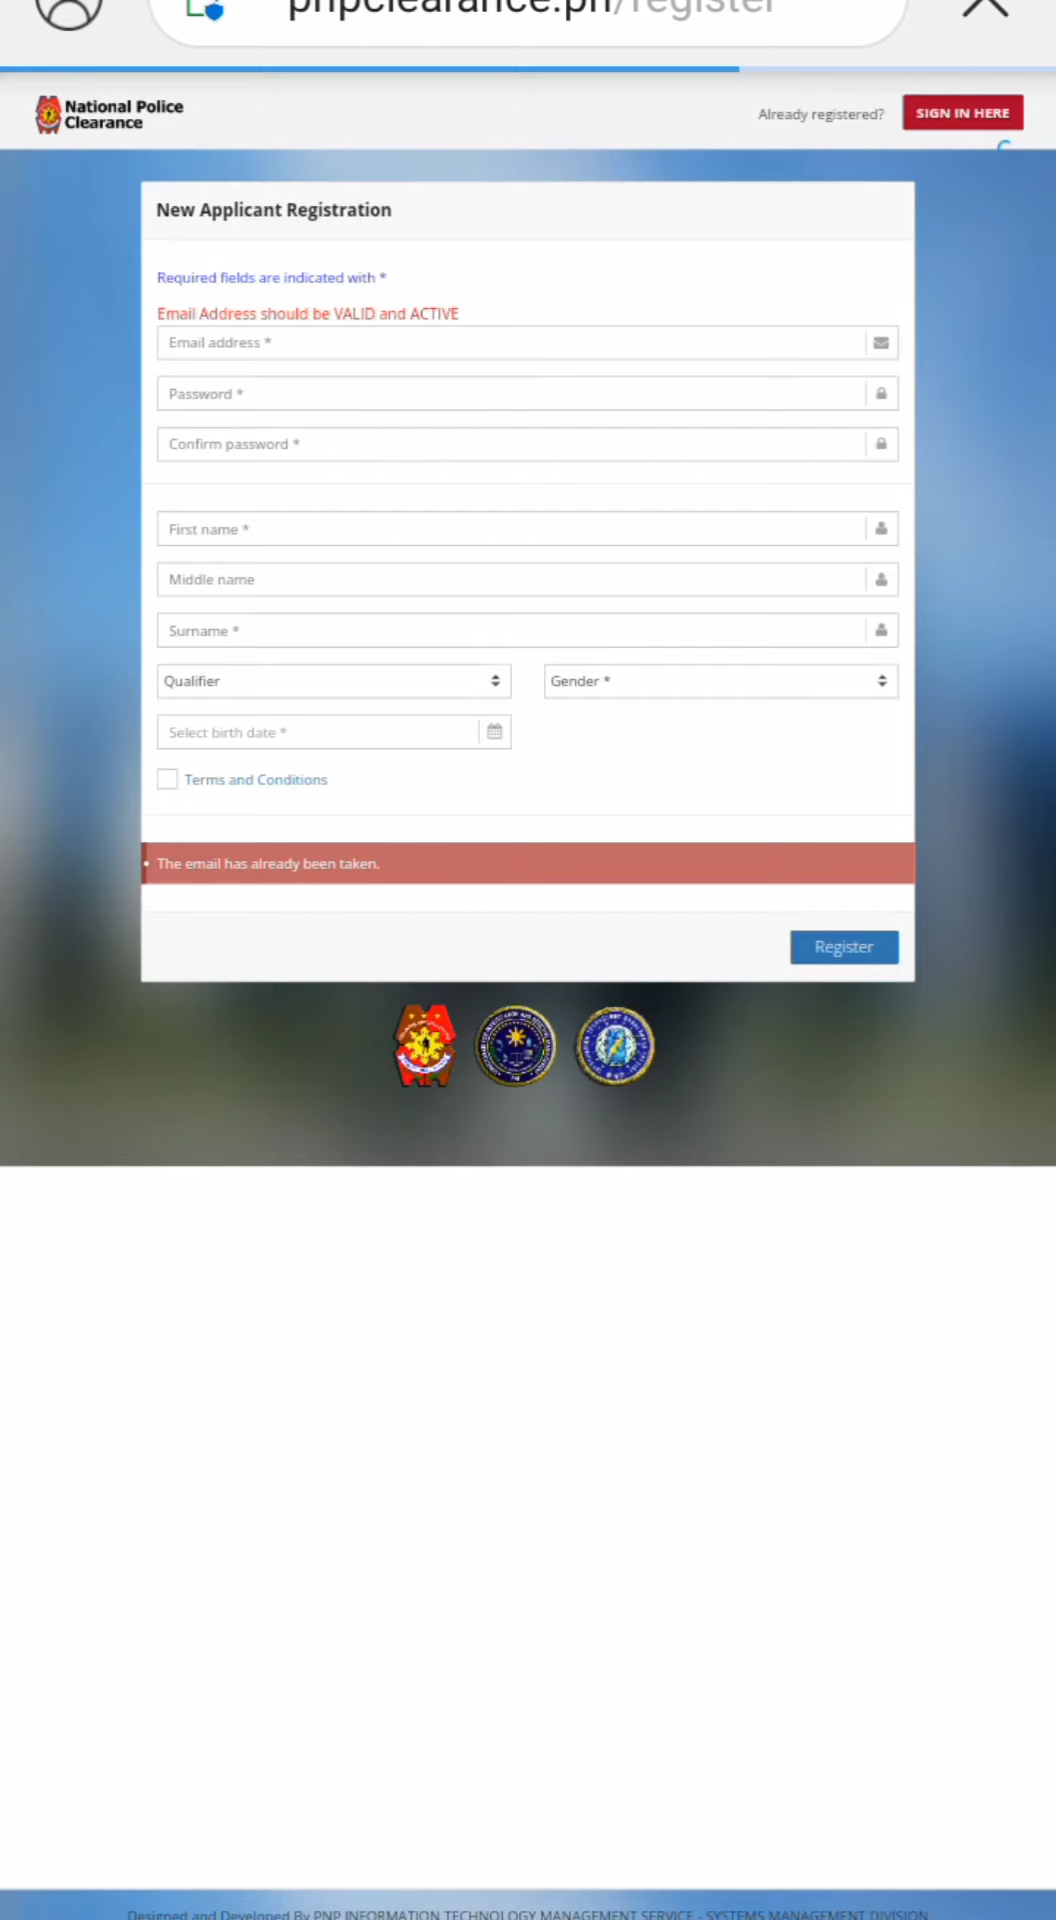 pnpclearance.ph/register
National Police
Clearance
Already registered?
SIGN IN HERE
New Applicant Registration
Required fields are indicated with *
Email Address should be VALID and ACTIVE
Email address *
Password *
Confirm password *
First name *
Middle name
Surname *
Qualifier
Gender *
Select birth date *
Terms and Conditions
• The email has already been taken.
Register
Designed and Developed By PNP INFORMATION TECHNOLOGY MANAGEMENT SERVICE - SYSTEMS MANAGEMENT DIVISION